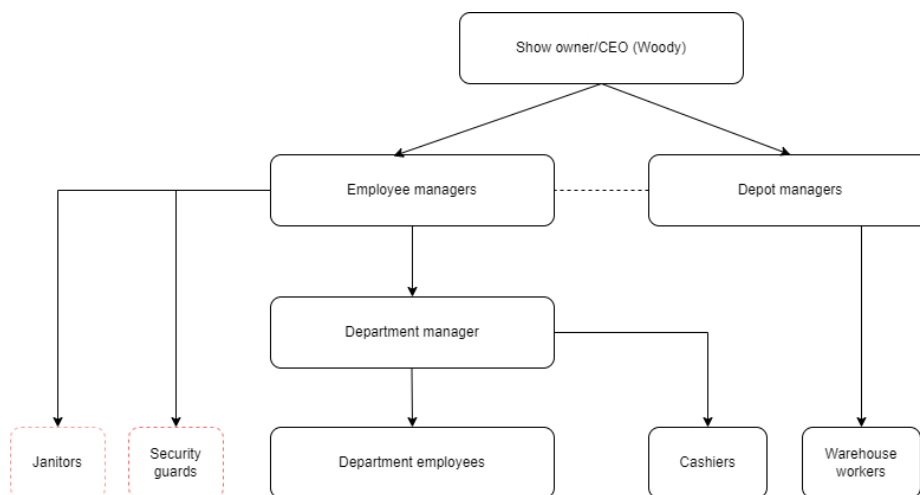 Show owner/CEO (Woody)
Employee managers
Depot managers
Department manager
Janitors
Security
guards
Department employees
Cashiers
Warehouse
workers